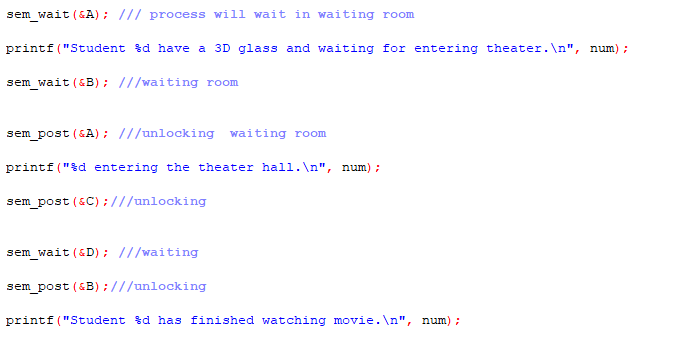 sem_wait(&A); /// process will wait in waiting room
printf("Student %d have a 3D glass and waiting for entering theater.\n", num);
sem_wait(&B); ///waiting room
sem_post(&A); ///unlocking  waiting room
printf("%d entering the theater hall.\n", num);
sem_post(&C);///unlocking
sem_wait(&D); ///waiting
sem_post(&B);///unlocking
printf("Student %d has finished watching movie.\n", num);